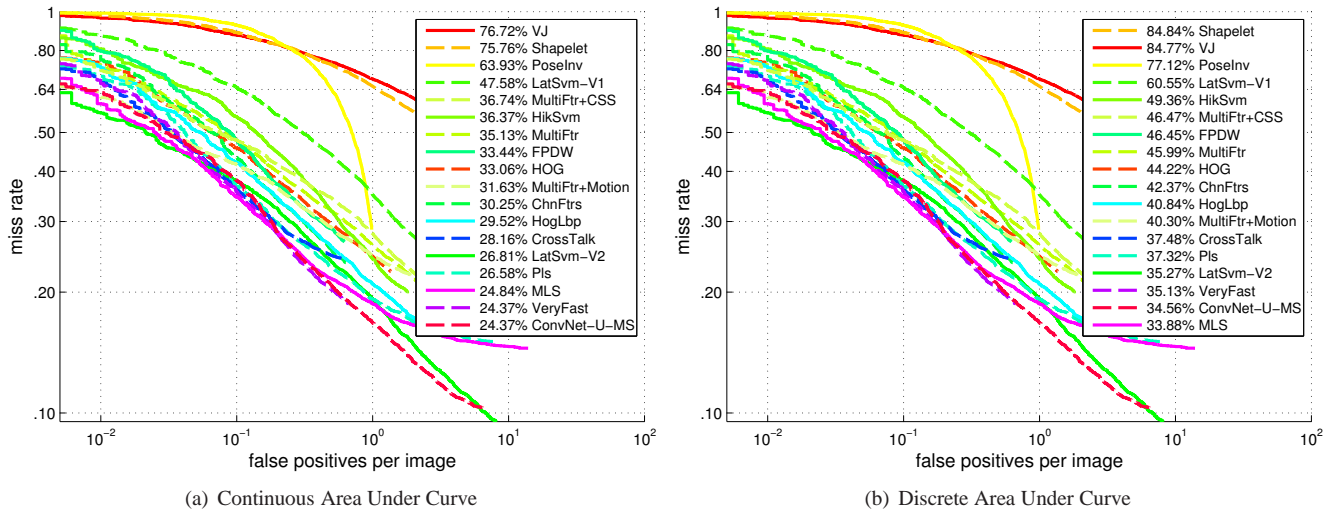 1
.80
.64
.50
.40
.30
.20
.10
miss rate
10^-2
10^-1
10^0
10^1
10^2
false positives per image
76.72% VJ
75.76% Shapelet
63.93% PoseInv
47.58% LatSvm-V1
36.74% MultiFtr+CSS
36.37% HikSvm
35.13% MultiFtr
33.44% FPDW
33.06% HOG
31.63% MultiFtr+Motion
30.25% ChnFtrs
29.52% HogLbp
28.16% CrossTalk
26.81% LatSvm-V2
26.58% Pls
24.84% MLS
24.37% VeryFast
24.37% ConvNet-U-MS
(a) Continuous Area Under Curve
1
.80
.64
.50
.40
.30
.20
.10
miss rate
10^-2
10^-1
10^0
10^1
10^2
false positives per image
84.84% Shapelet
84.77% VJ
77.12% PoseInv
60.55% LatSvm-V1
49.36% HikSvm
46.47% MultiFtr+CSS
46.45% FPDW
45.99% MultiFtr
44.22% HOG
42.37% ChnFtrs
40.84% HogLbp
40.30% MultiFtr+Motion
37.48% CrossTalk
37.32% Pls
35.27% LatSvm-V2
35.13% VeryFast
34.56% ConvNet-U-MS
33.88% MLS
(b) Discrete Area Under Curve